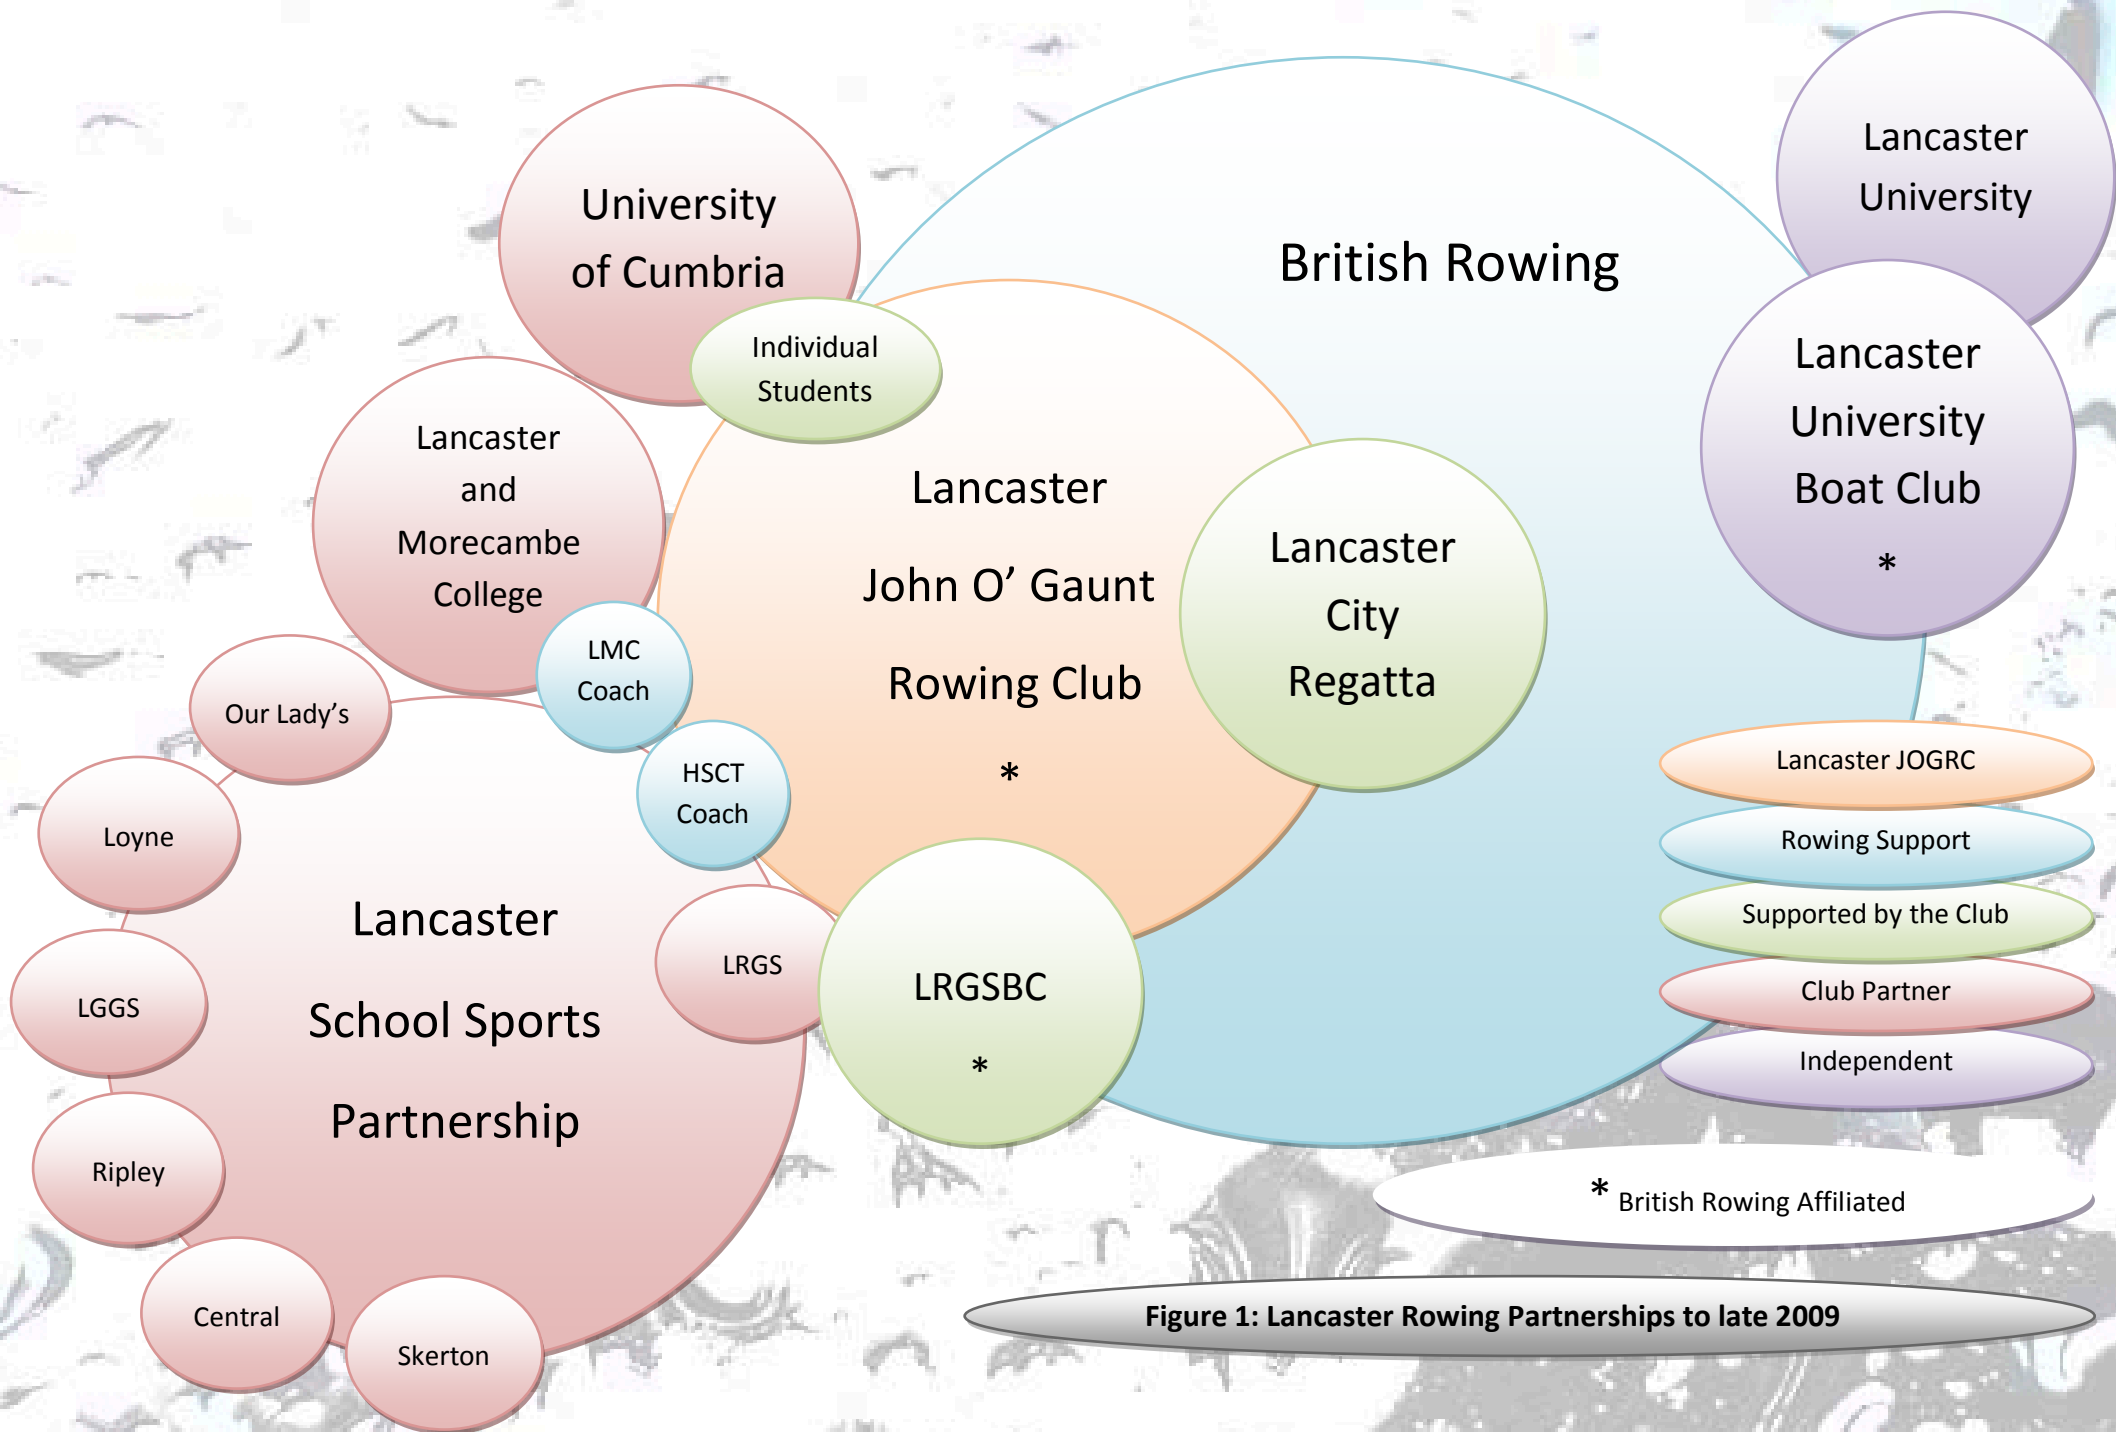 University
of Cumbria
Individual
Students
Lancaster
and
Morecambe
College
LMC
Coach
HSCT
Coach
British Rowing
Lancaster
University
Lancaster
University
Boat Club
*
Lancaster
John O’ Gaunt
Rowing Club
*
Lancaster
City
Regatta
Our Lady’s
Loyne
LGGS
Ripley
Central
Skerton
LRGS
Lancaster
School Sports
Partnership
LRGSBC
*
Lancaster JOGRC
Rowing Support
Supported by the Club
Club Partner
Independent
* British Rowing Affiliated
Figure 1: Lancaster Rowing Partnerships to late 2009